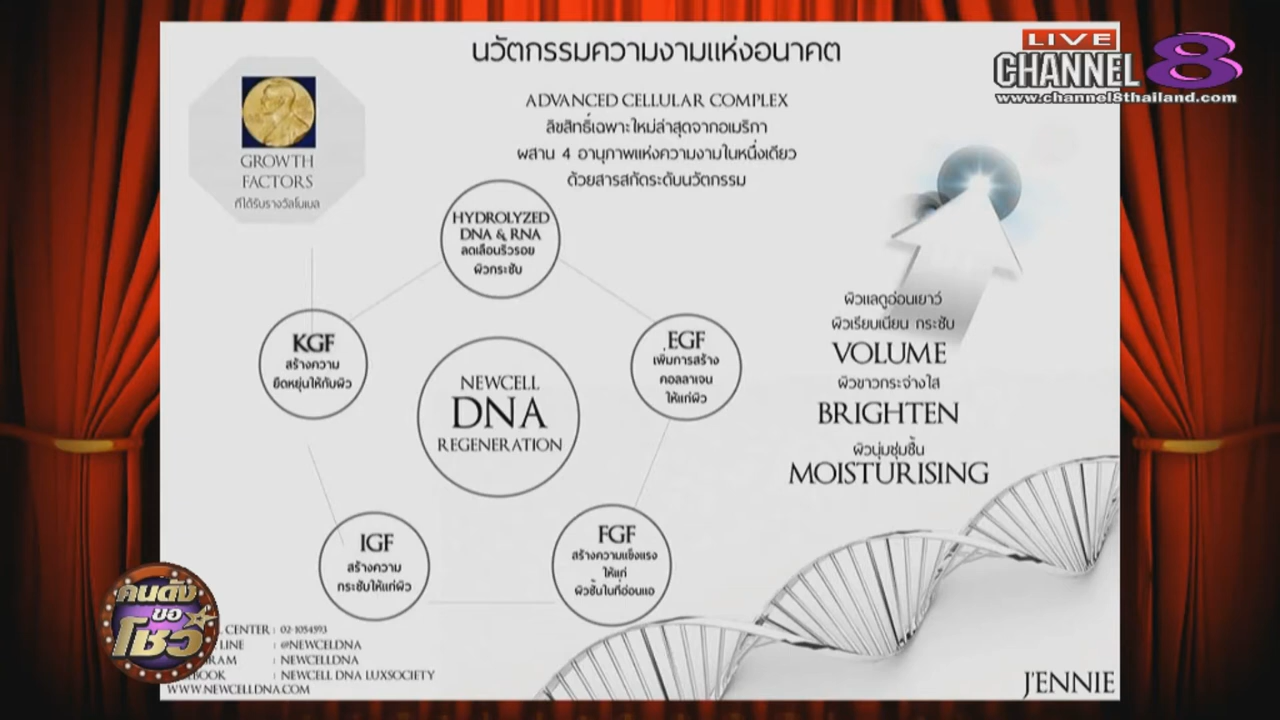 นวัตกรรมความงามแห่งอนาคต
LIVE
CHANNEL 8
www.channel8thailand.com
ADVANCED CELLULAR COMPLEX
ลิขสิทธิ์เฉพาะใหม่ล่าสุดจากอเมริกา
ผสาน 4 อานุภาพแห่งความงามในหนึ่งเดียว
ด้วยสารสกัดระดับนวัตกรรม
GROWTH
FACTORS
ที่ได้รับรางวัลโนเบล
HYDROLYZED
DNA & RNA
ลดเลือนริ้วรอย
ผิวกระชับ
KGF
สร้างความ
ยืดหยุ่นให้กับผิว
EGF
เพิ่มการสร้าง
คอลลาเจน
ให้แก่ผิว
NEWCELL
DNA
REGENERATION
IGF
สร้างความ
กระชับให้แก่ผิว
FGF
สร้างความแข็งแรง
ให้แก่
ผิวชั้นในที่อ่อนแอ
ผิวแลดูอ่อนเยาว์
ผิวเรียบเนียน กระชับ
VOLUME
ผิวขาวกระจ่างใส
BRIGHTEN
ผิวนุ่มชุ่มชื้น
MOISTURISING
คนดัง
ขอ
โชว์
CENTER : 02-1054593
LINE : @NEWCELDNA
: NEWCELLDNA
: NEWCELL DNA LUXSOCIETY
WWW.NEWCELLDNA.COM
J'ENNIE